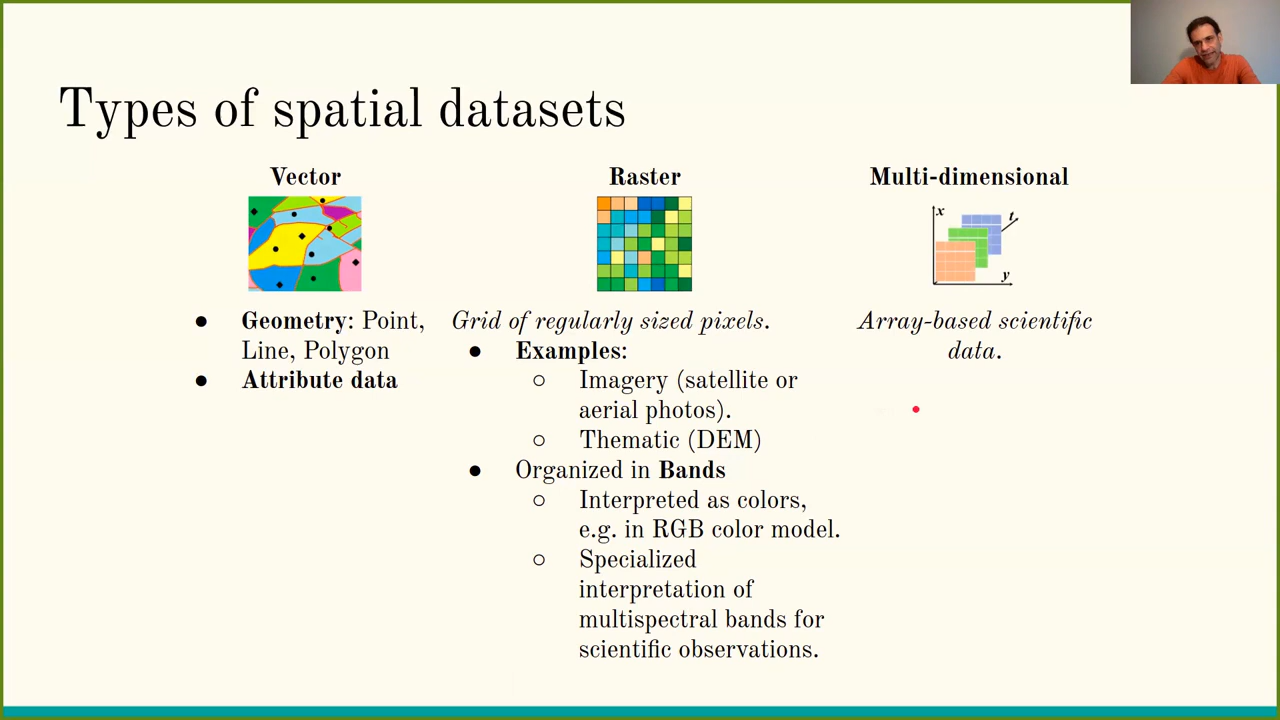 Types of spatial datasets
Vector
● Geometry: Point,
Line, Polygon
● Attribute data
Raster
Grid of regularly sized pixels.
● Examples:
○ Imagery (satellite or
aerial photos).
○ Thematic (DEM)
● Organized in Bands
○ Interpreted as colors,
e.g. in RGB color model.
○ Specialized
interpretation of
multispectral bands for
scientific observations.
Multi-dimensional
x
t
y
Array-based scientific
data.